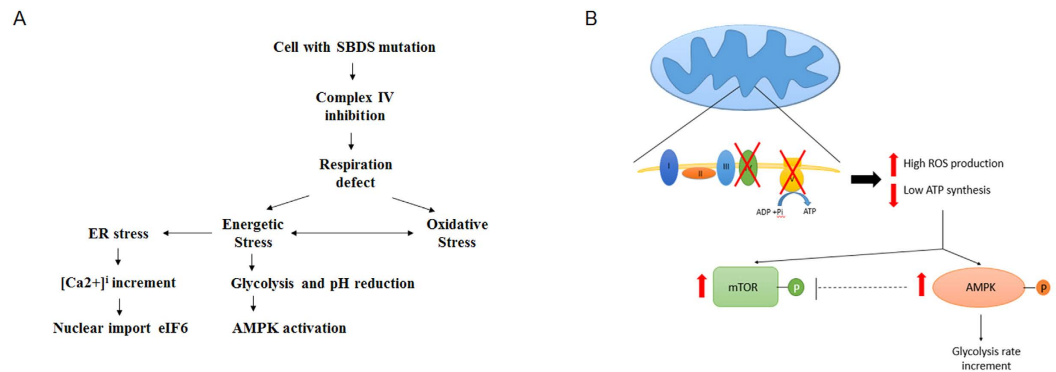 A
Cell with SBDS mutation
Complex IV
inhibition
Respiration
defect
Energetic
Stress
Oxidative
Stress
ER stress
[Ca2+]i increment
Glycolysis and pH reduction
Nuclear import eIF6
AMPK activation
B
I
II
III
IV
V
ADP +Pi
ATP
High ROS production
Low ATP synthesis
mTOR
p
AMPK
p
Glycolysis rate
increment